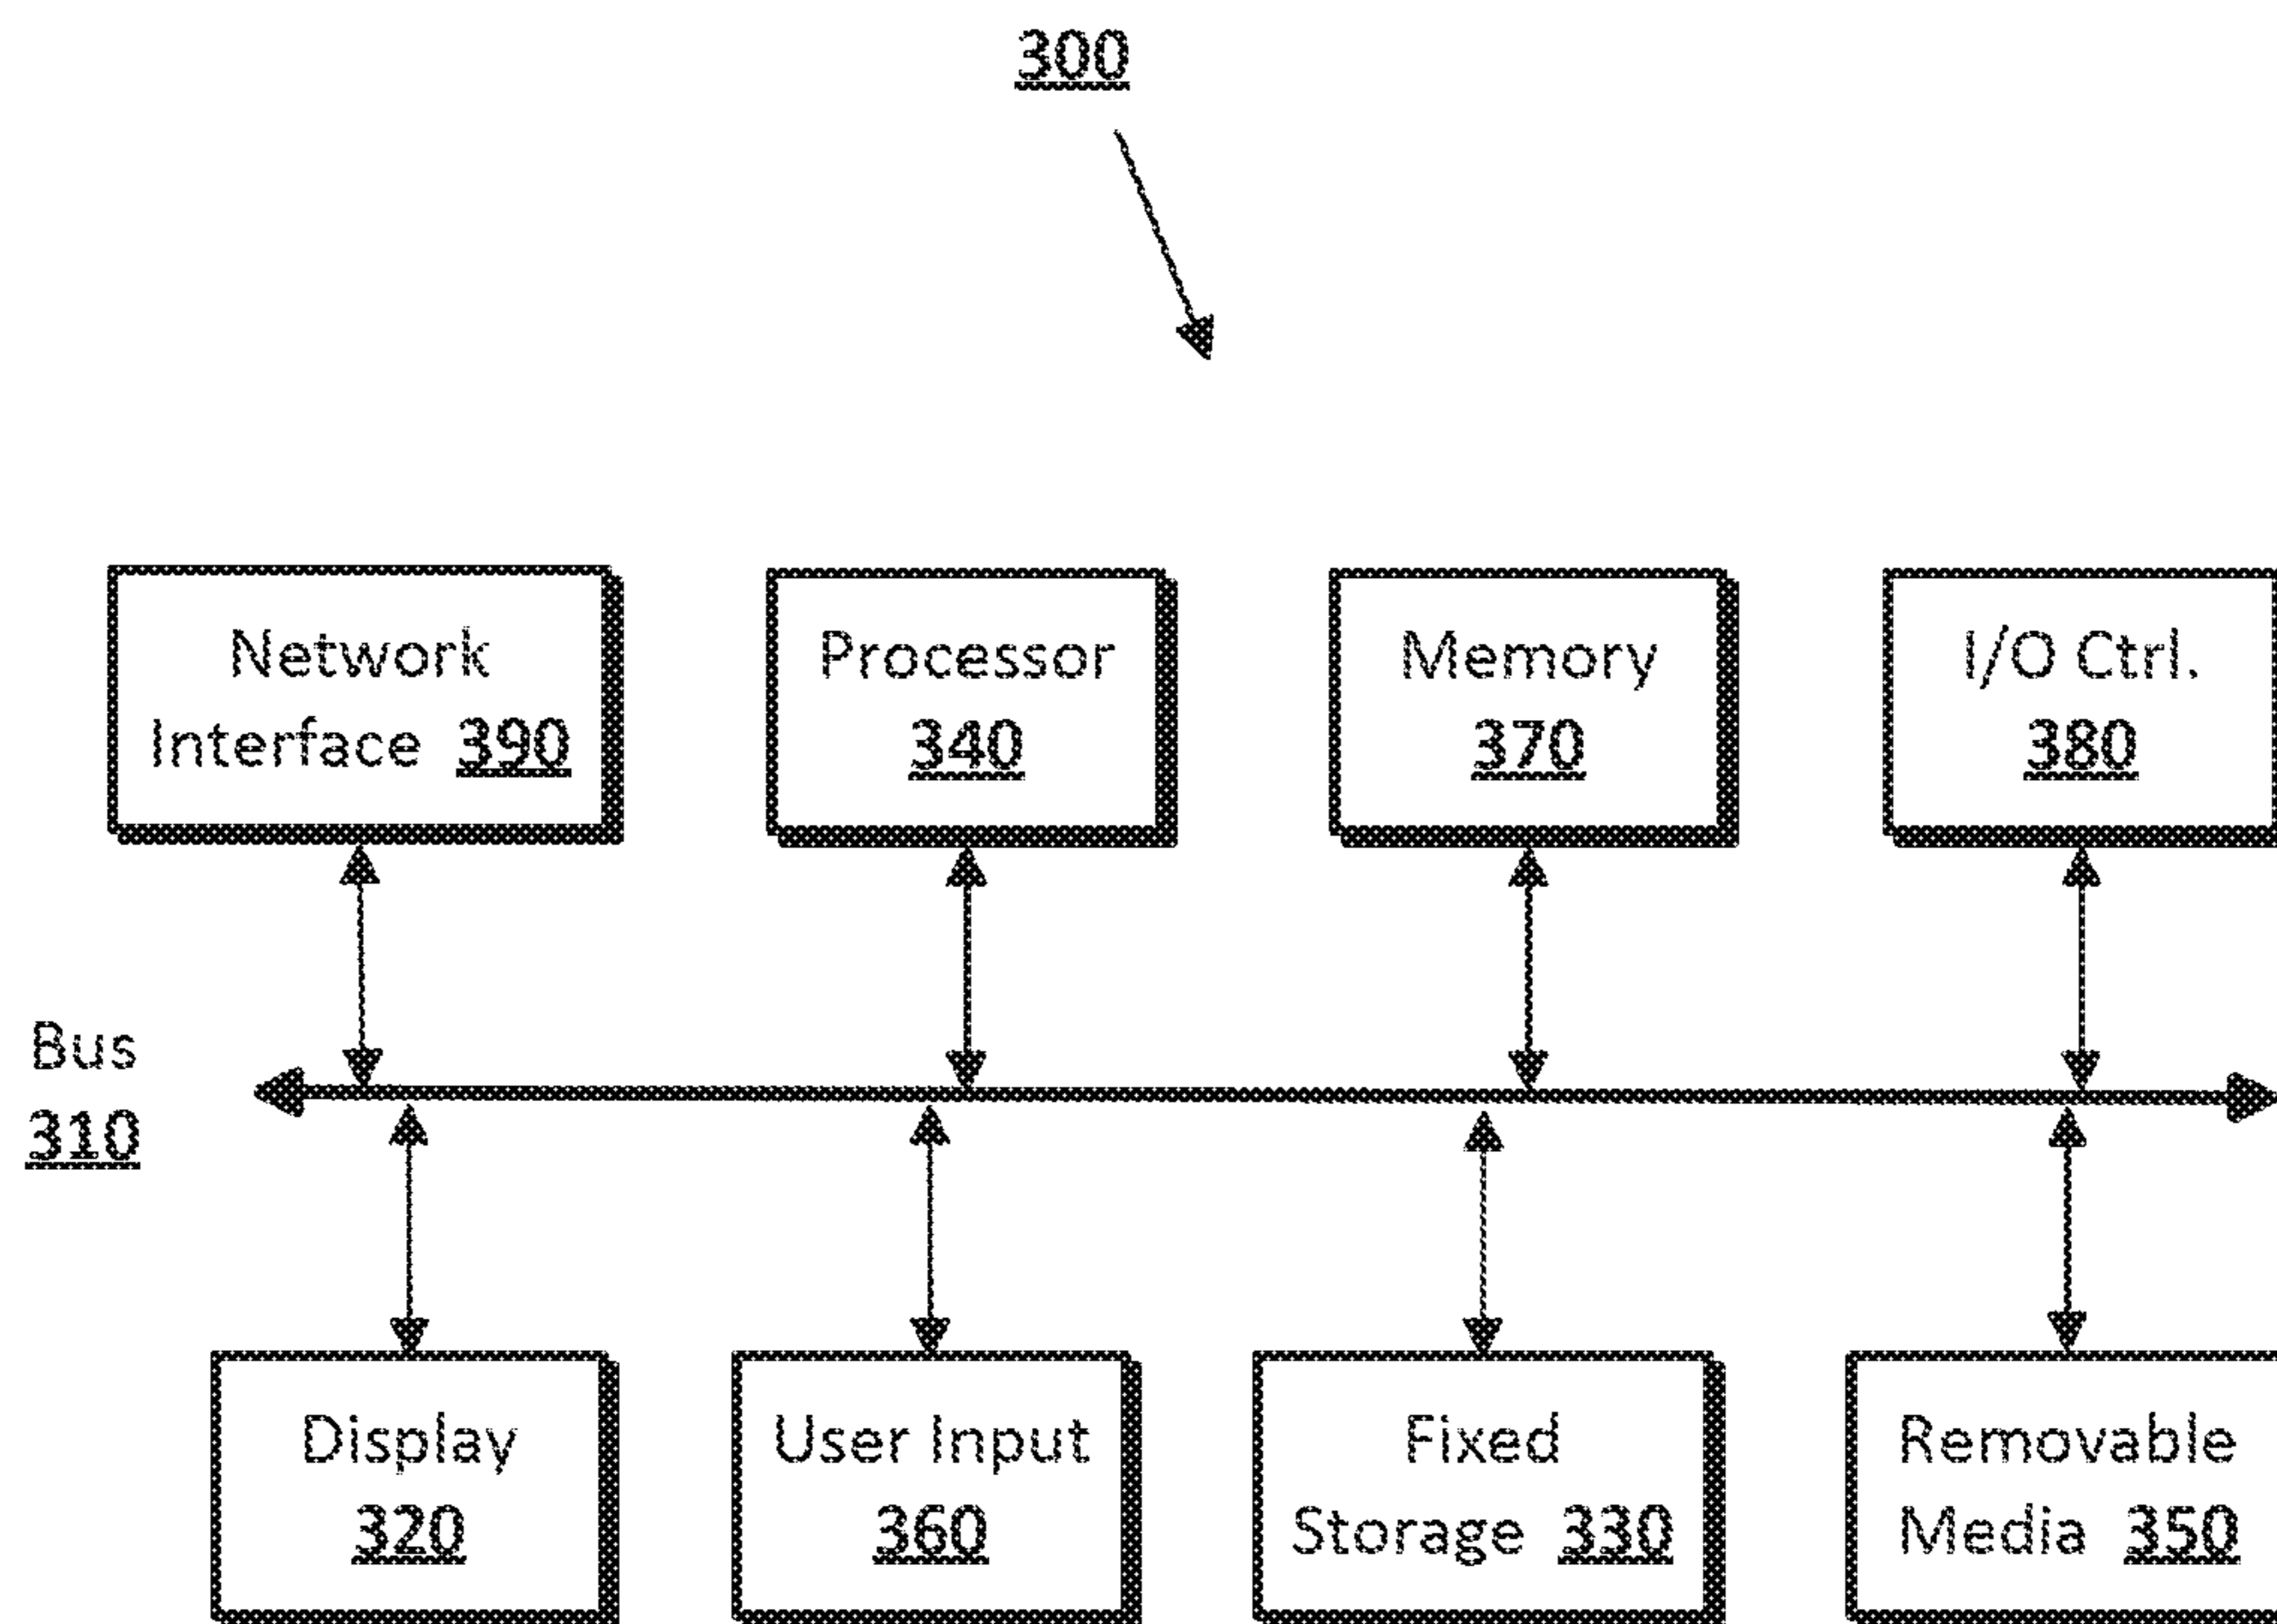 300
Network
Interface 390
Processor
340
Memory
370
I/O Ctrl.
380
Bus
310
Display
320
User Input
360
Fixed
Storage 330
Removable
Media 350